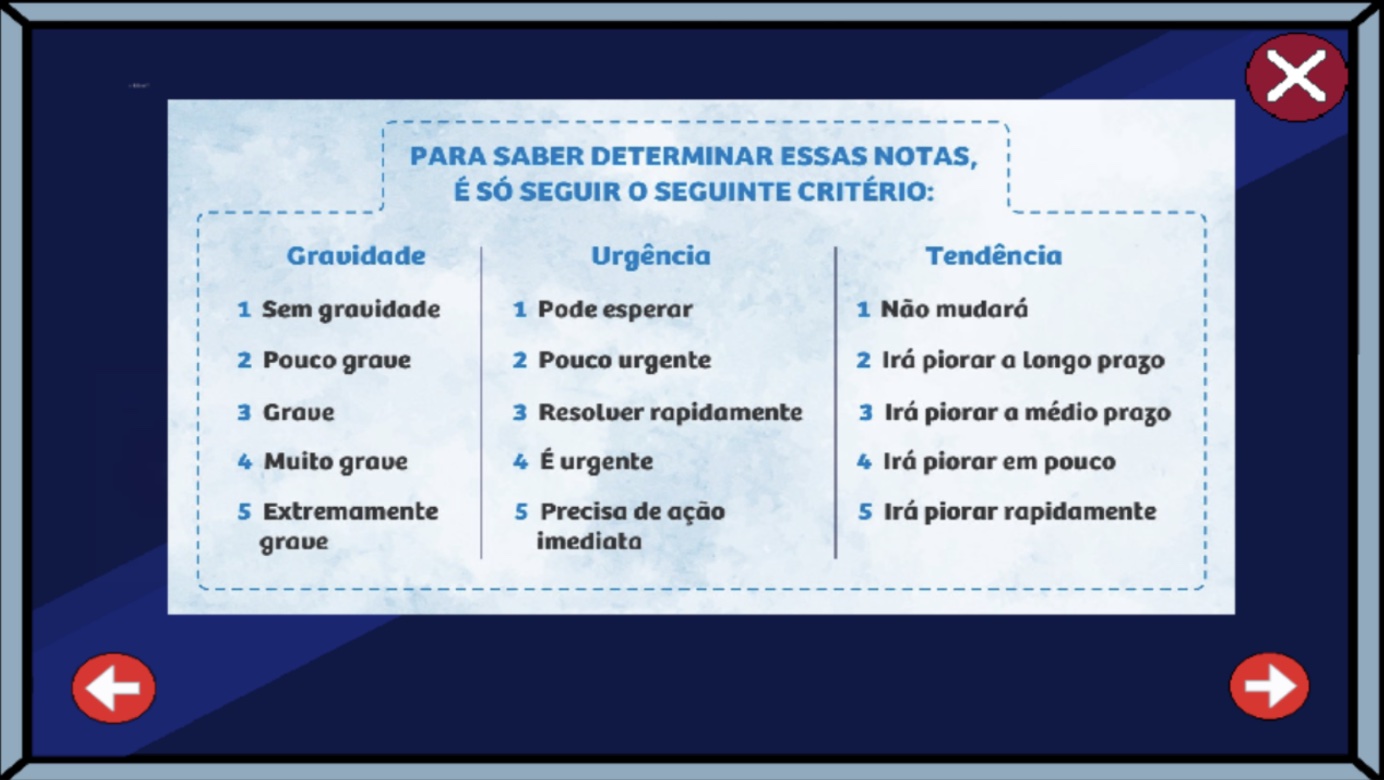 PARA SABER DETERMINAR ESSAS NOTAS,
É SÓ SEGUIR O SEGUINTE CRITÉRIO:
Gravidade
1 Sem gravidade
2 Pouco grave
3 Grave
4 Muito grave
5 Extremamente
grave
Urgência
1 Pode esperar
2 Pouco urgente
3 Resolver rapidamente
4 É urgente
5 Precisa de ação
imediata
Tendência
1 Não mudará
2 Irá piorar a longo prazo
3 Irá piorar a médio prazo
4 Irá piorar em pouco
5 Irá piorar rapidamente